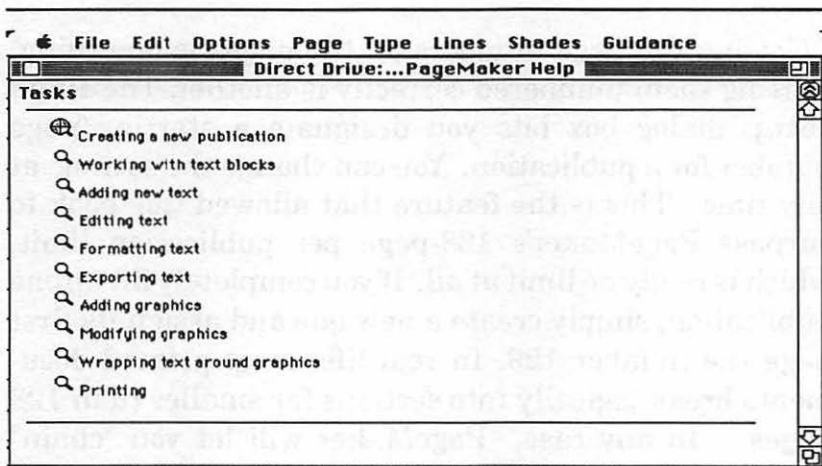 File Edit Options Page Type Lines Shades Guidance
Direct Drive:...PageMaker Help
Tasks
Creating a new publication
Working with text blocks
Adding new text
Editing text
Formatting text
Exporting text
Adding graphics
Modifying graphics
Wrapping text around graphics
Printing